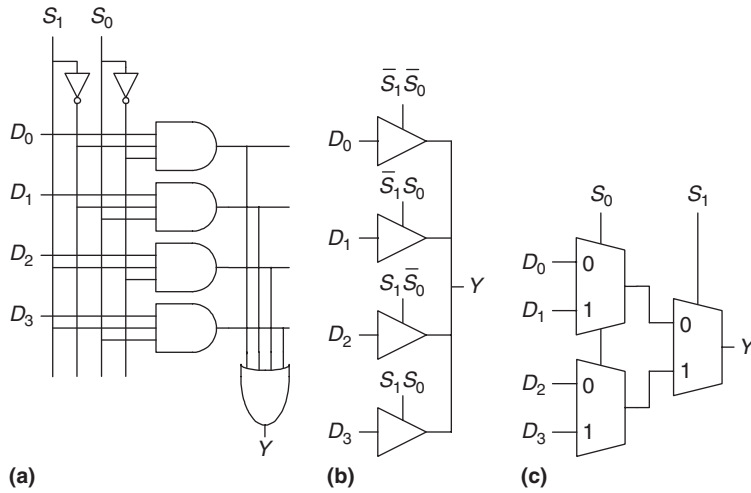 S₁ S₀
D₀
D₁
D₂
D₃
Y
(a)
S̅₁S̅₀
D₀
S̅₁S₀
D₁
S₁S̅₀
D₂
Y
S₁S₀
D₃
(b)
S₀ S₁
D₀ 0
D₁ 1
0
Y
1
D₂ 0
D₃ 1
(c)